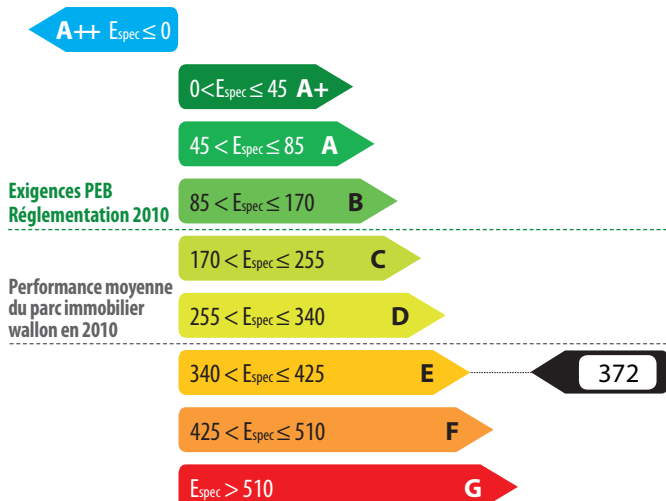 A++ Espec ≤ 0
0 < Espec ≤ 45 A+
45 < Espec ≤ 85 A
Exigences PEB
Réglementation 2010
85 < Espec ≤ 170 B
170 < Espec ≤ 255 C
Performance moyenne
du parc immobilier
wallon en 2010
255 < Espec ≤ 340 D
340 < Espec ≤ 425 E
372
425 < Espec ≤ 510 F
Espec > 510 G